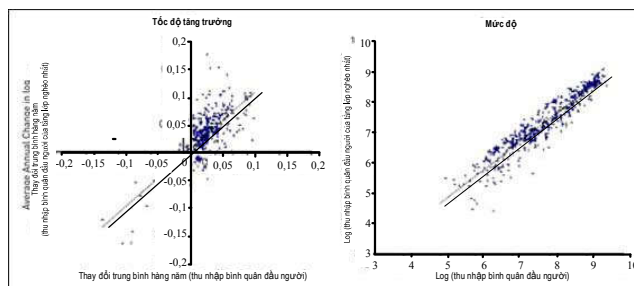 Tốc độ tăng trưởng
Average Annual Change in log
Thay đổi trung bình hàng năm
(thu nhập bình quân đầu người của tầng lớp nghèo nhất)
0,2
0,15
0,1
0,05
0
-0,05
-0,1
-0,15
-0,2
-0,2 -0,15 -0,1 -0,05 0,05 0,1 0,15 0,2
Thay đổi trung bình hàng năm (thu nhập bình quân đầu người)
Mức độ
Log (thu nhập bình quân đầu người của tầng lớp nghèo nhất)
10
9
8
7
6
5
4
3
3 4 5 6 7 8 9 10
Log (thu nhập bình quân đầu người)